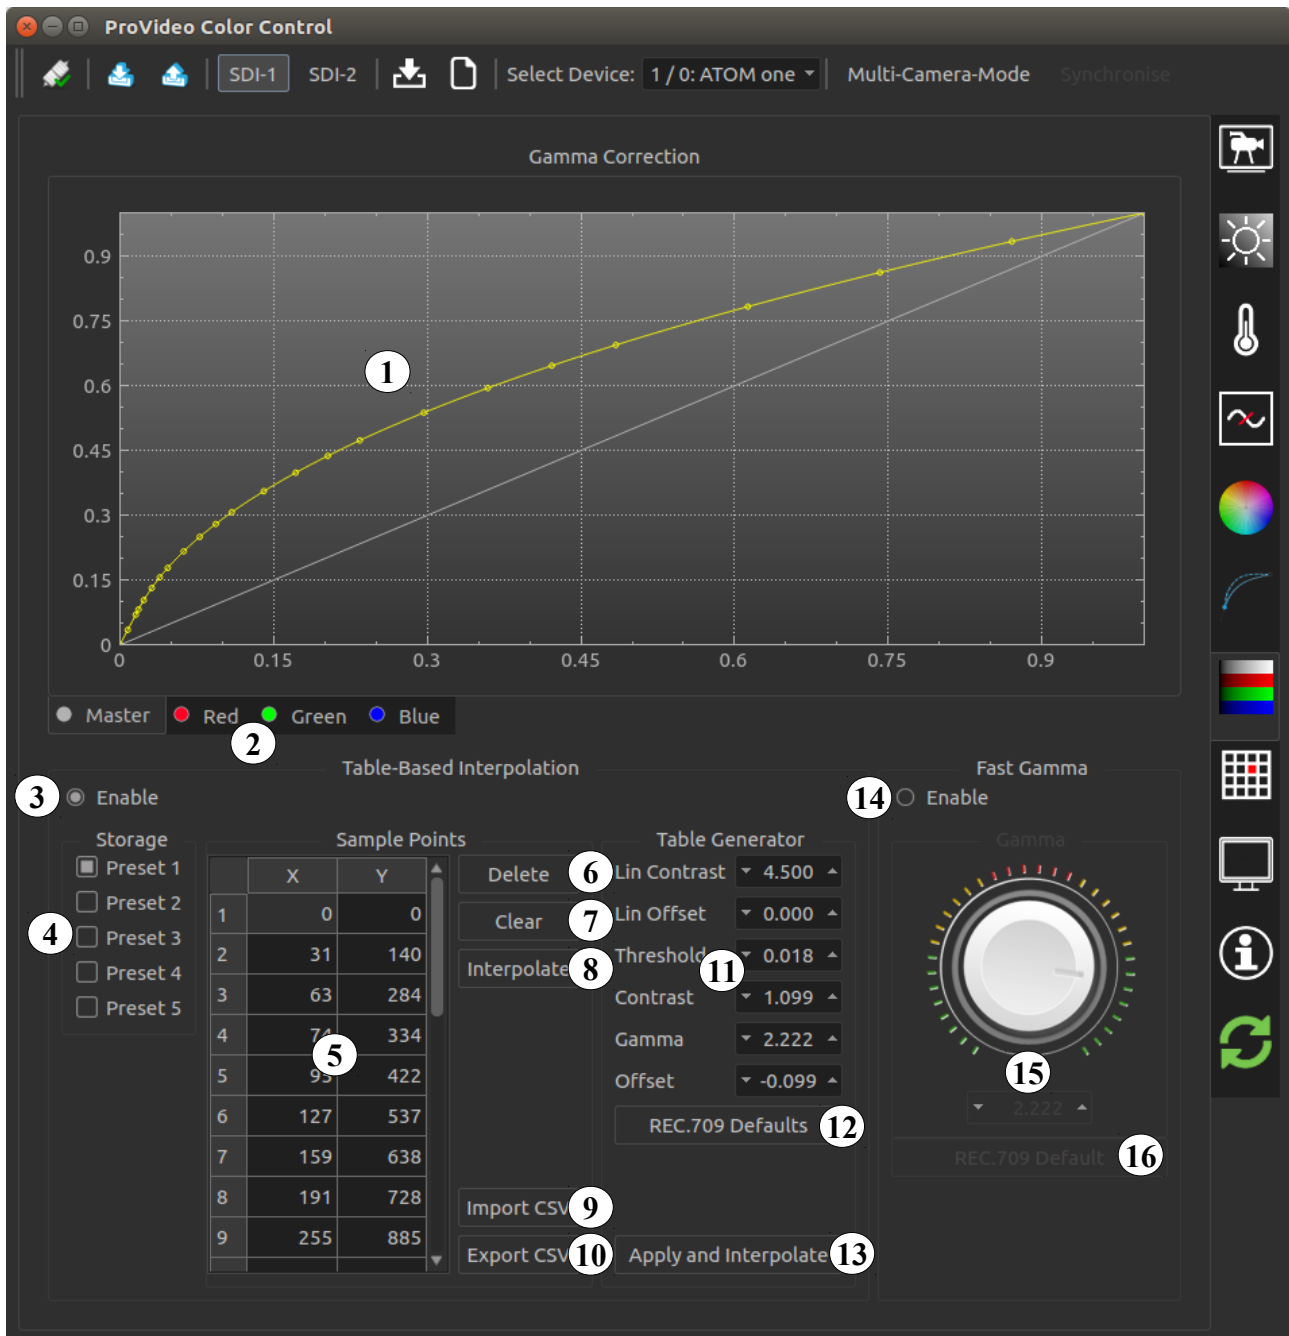 ProVideo Color Control
SDI-1 SDI-2 Select Device: 1 / 0: ATOM one Multi-Camera-Mode Synchronise
Gamma Correction
0.9
0.75
0.6
0.45
0.3
0.15
0
0 0.15 0.3 0.45 0.6 0.75 0.9
1
Master Red Green Blue
2
Table-Based Interpolation
3 Enable
Storage
Preset 1
Preset 2
4 Preset 3
Preset 4
Preset 5
Sample Points
X Y
1 0 0
2 31 140
3 63 284
4 74 334
5 95 422
6 127 537
7 159 638
8 191 728
9 255 885
5
Delete 6
Clear 7
Interpolate 8
Import CSV 9
Export CSV 10
Table Generator
Lin Contrast 4.500
Lin Offset 0.000
Threshold 11 0.018
Contrast 1.099
Gamma 2.222
Offset -0.099
REC.709 Defaults 12
Apply and Interpolate 13
Fast Gamma
14 Enable
Gamma
15
2.222
REC.709 Default 16